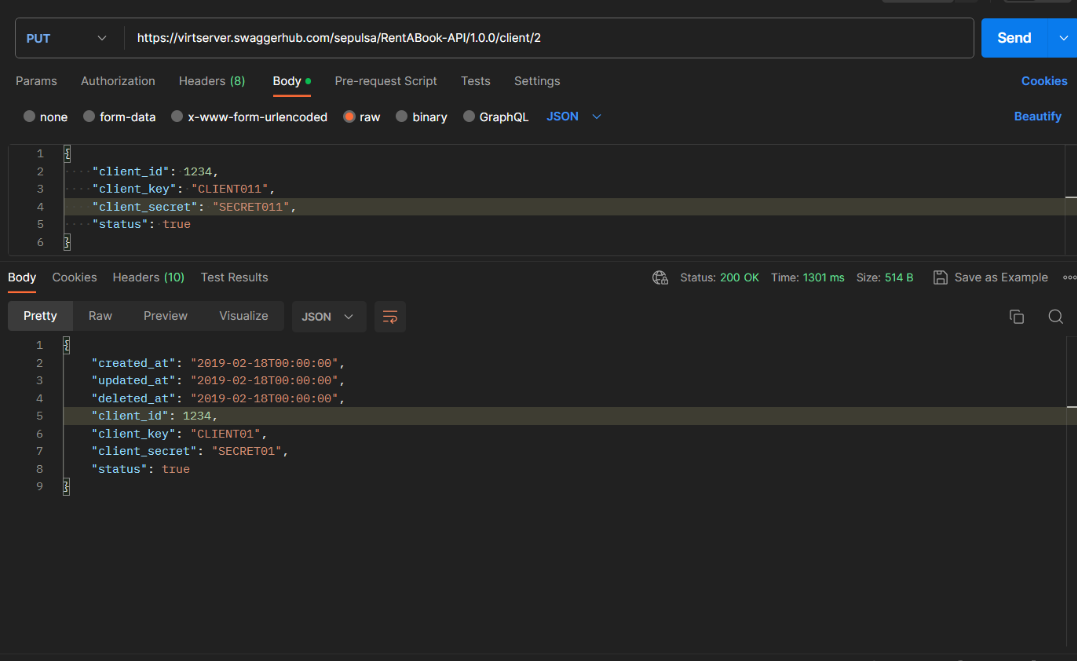 PUT https://virtserver.swaggerhub.com/sepulsa/RentABook-API/1.0.0/client/2 Send
Params Authorization Headers (8) Body Pre-request Script Tests Settings Cookies
none form-data x-www-form-urlencoded raw binary GraphQL JSON Beautify
1 {
2 "client_id": 1234,
3 "client_key": "CLIENT011",
4 "client_secret": "SECRET011",
5 "status": true
6 }
Body Cookies Headers (10) Test Results Status: 200 OK Time: 1301 ms Size: 514 B Save as Example
Pretty Raw Preview Visualize JSON
1 {
2 "created_at": "2019-02-18T00:00:00",
3 "updated_at": "2019-02-18T00:00:00",
4 "deleted_at": "2019-02-18T00:00:00",
5 "client_id": 1234,
6 "client_key": "CLIENT01",
7 "client_secret": "SECRET01",
8 "status": true
9 }